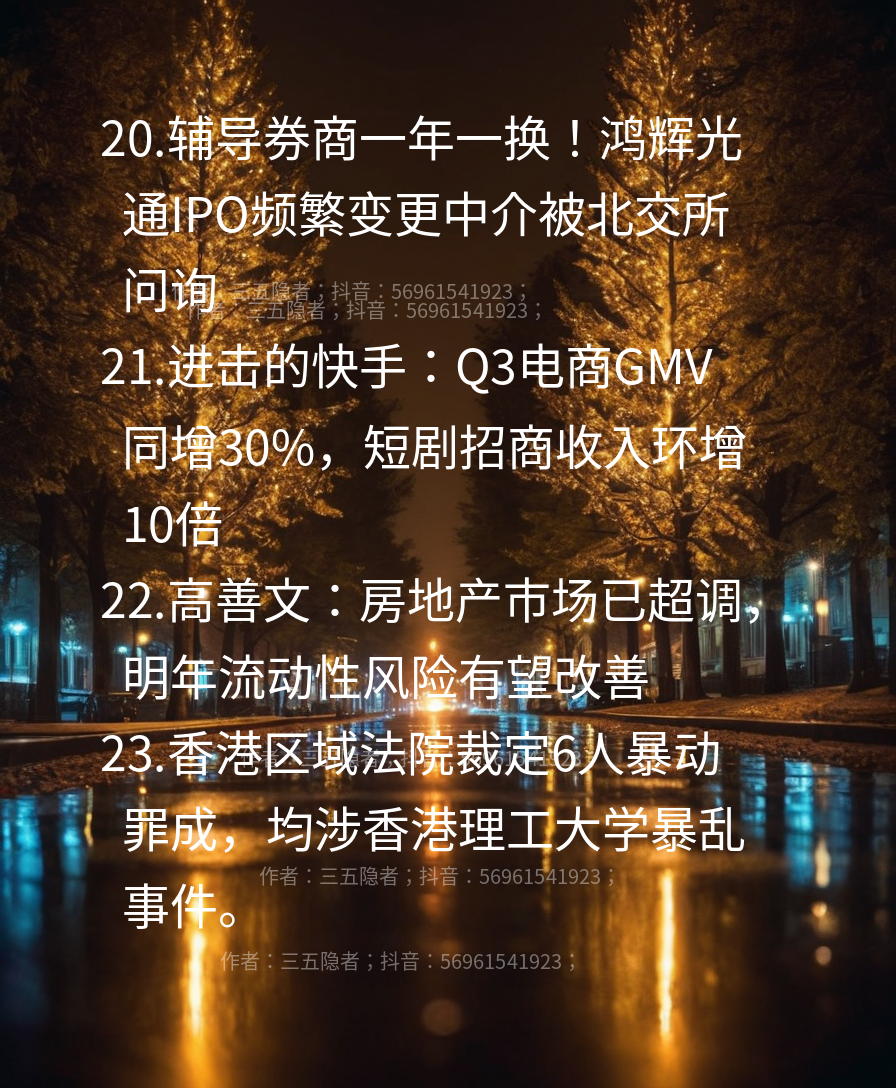 20.辅导券商一年一换！鸿辉光
通IPO频繁变更中介被北交所
问询
三五隐者；抖音：56961541923；
作者：三五隐者；抖音：56961541923；
21.进击的快手：Q3电商GMV
同增30%，短剧招商收入环增
10倍
22.高善文：房地产市场已超调，
明年流动性风险有望改善
23.香港区域法院裁定6人暴动
罪成，均涉香港理工大学暴乱
作者：三五隐者；抖音：56961541923；
事件。
作者：三五隐者；抖音：56961541923；